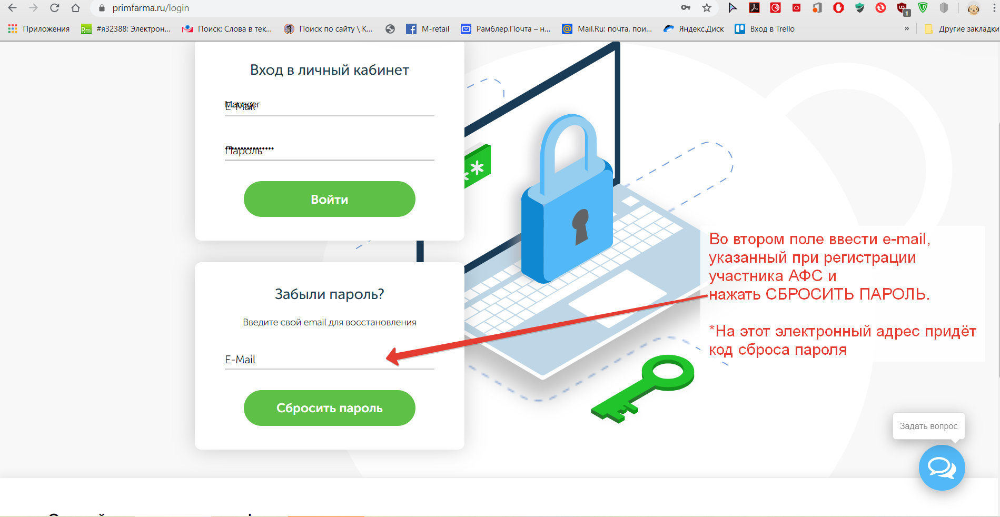 primfarma.ru/login
Приложения
Rm
#я32388: Электрон...
Поиск: Слова в тек...
Поиск по сайту \ К...
M-retail
Рамблер.Почта – н...
Mail.Ru: почта, пои...
Яндекс.Диск
Вход в Trello
»
Другие закладки
1
Вход в личный кабинет
Manager
E-Mail
Пароль
Войти
**
Забыли пароль?
Введите свой email для восстановления
E-Mail
Сбросить пароль
Во втором поле ввести e-mail,
указанный при регистрации
участника АФС и
нажать СБРОСИТЬ ПАРОЛЬ.
*На этот электронный адрес придёт
код сброса пароля
Задать вопрос